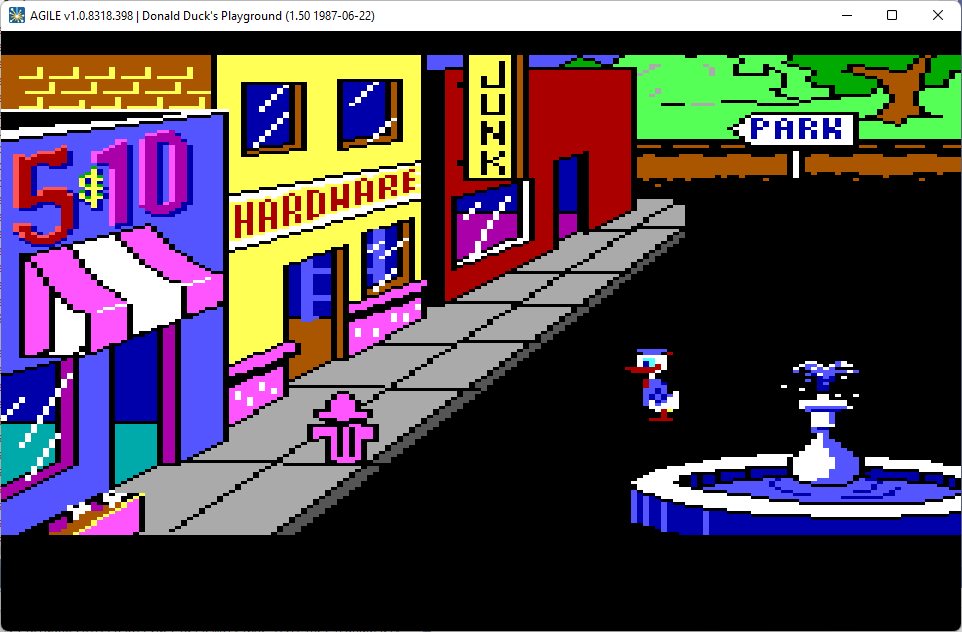 AGILE v1.0.8318.398 | Donald Duck's Playground (1.50 1987-06-22)
5¢10
HARDWARE
JUNK
PARK